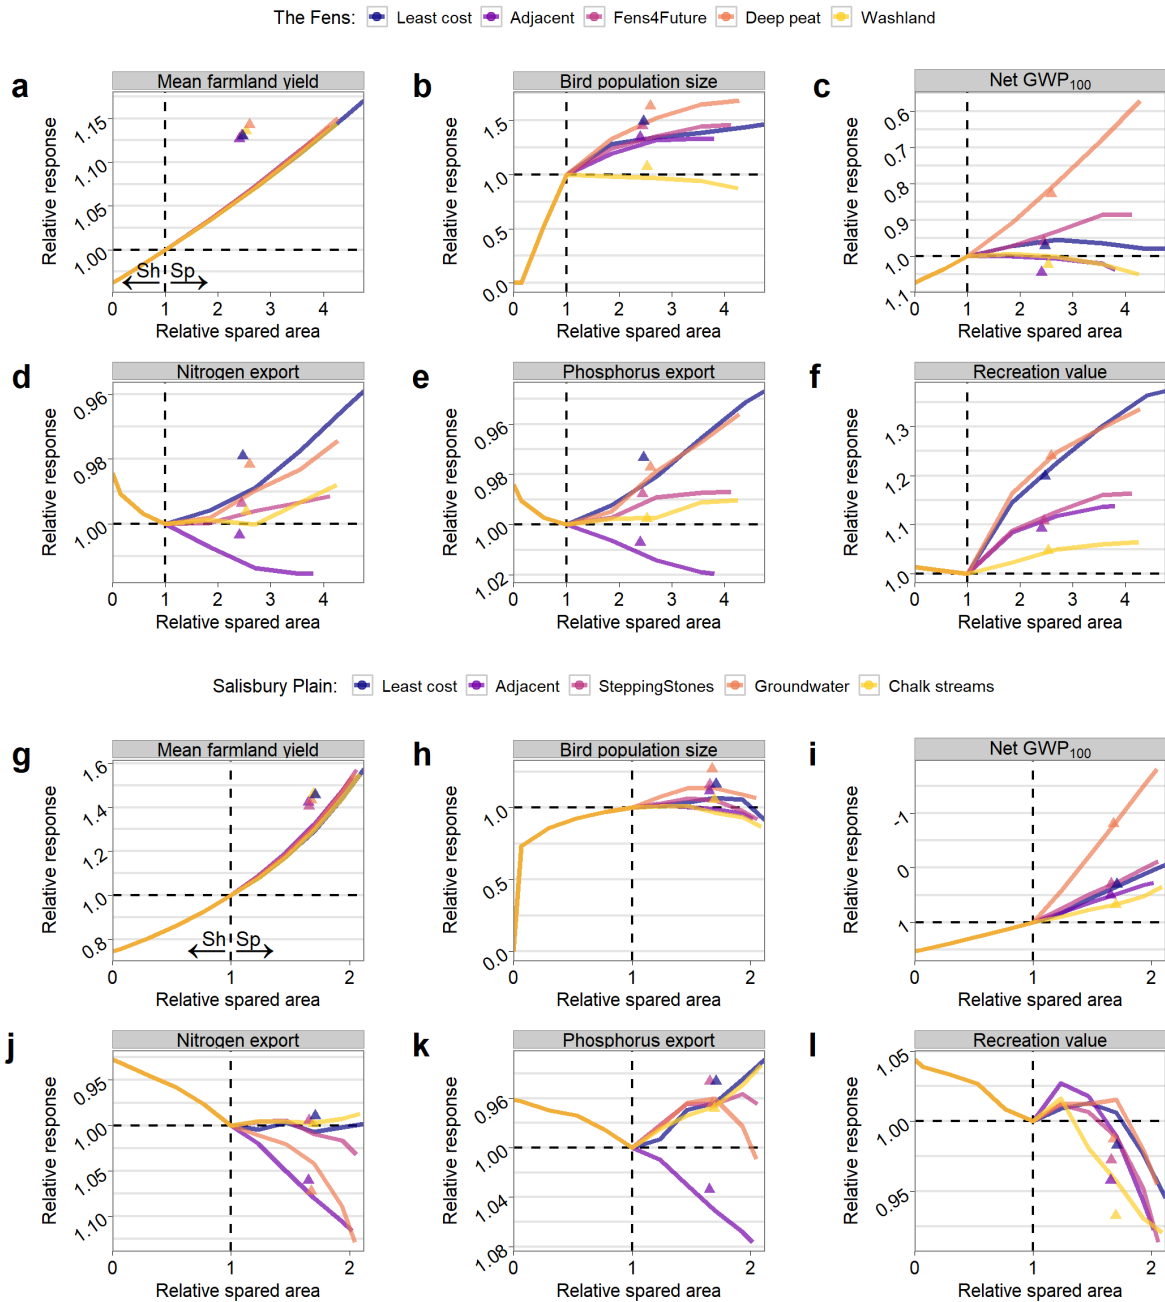 The Fens: Least cost Adjacent Fens4Future Deep peat Washland
a b c
Mean farmland yield Bird population size Net GWP100
Relative response Relative response Relative response
1.15 1.10 1.05 1.00
1.5 1.0 0.5 0.0
0.6 0.7 0.8 0.9 1.0 1.1
Sh Sp
0 1 2 3 4 0 1 2 3 4 0 1 2 3 4
Relative spared area Relative spared area Relative spared area
d e f
Nitrogen export Phosphorus export Recreation value
Relative response Relative response Relative response
0.96 0.98 1.00
0.96 0.98 1.00 1.02
1.3 1.2 1.1 1.0
0 1 2 3 4 0 1 2 3 4 0 1 2 3 4
Relative spared area Relative spared area Relative spared area
Salisbury Plain: Least cost Adjacent SteppingStones Groundwater Chalk streams
g h i
Mean farmland yield Bird population size Net GWP100
Relative response Relative response Relative response
1.6 1.4 1.2 1.0 0.8
1.0 0.5 0.0
-1 0 1
Sh Sp
0 1 2 0 1 2 0 1 2
Relative spared area Relative spared area Relative spared area
j k l
Nitrogen export Phosphorus export Recreation value
Relative response Relative response Relative response
0.95 1.00 1.05 1.10
0.96 1.00 1.04 1.08
1.05 1.00 0.95
0 1 2 0 1 2 0 1 2
Relative spared area Relative spared area Relative spared area